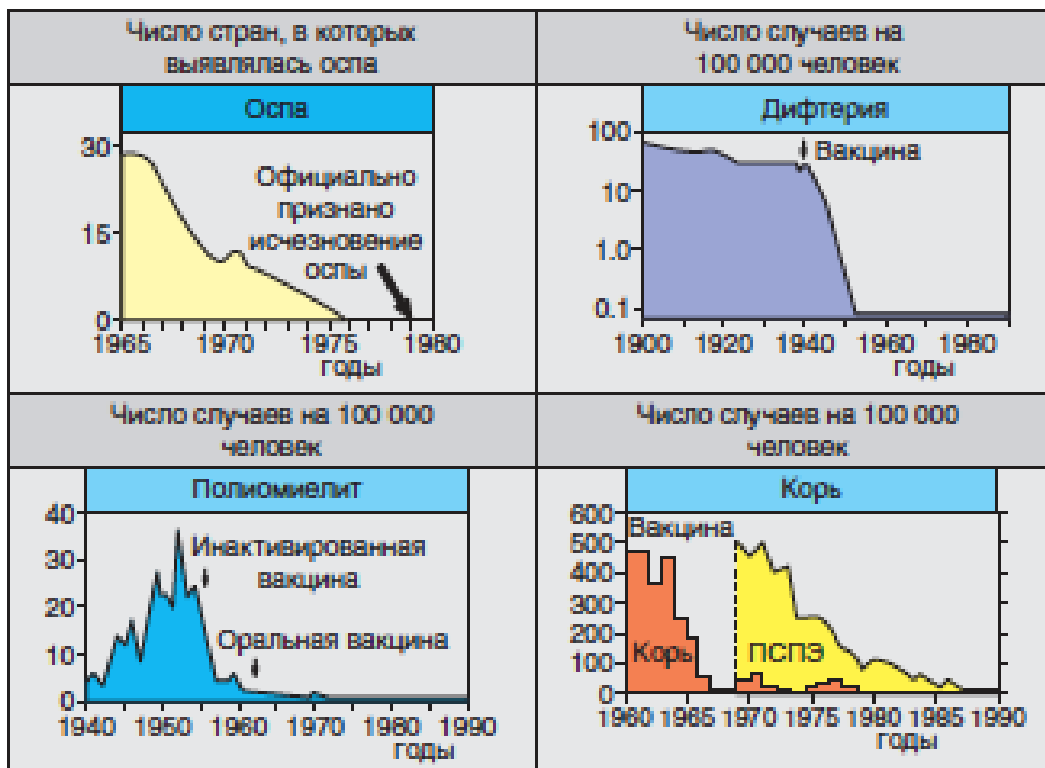 Число стран, в которых
выявлялась оспа
Оспа
30
15
0
Официально
признано
исчезновение
оспы
1965 1970 1975 1980
годы
Число случаев на
100 000 человек
Дифтерия
100
10
1.0
0.1
Вакцина
1900 1920 1940 1960 1980
годы
Число случаев на 100 000
человек
Полиомиелит
40
30
20
10
0
Инактивированная
вакцина
Оральная вакцина
1940 1950 1960 1970 1980 1990
годы
Число случаев на 100 000
человек
Корь
600
500
400
300
200
100
0
Вакцина
Корь
ПСПЭ
1960 1965 1970 1975 1980 1985 1990
годы